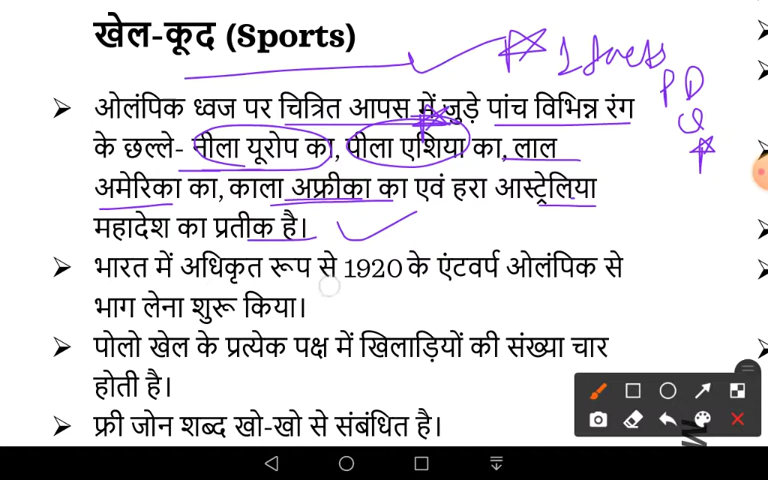 खेल-कूद (Sports)
➤ ओलंपिक ध्वज पर चित्रित आपस में जुड़े पांच विभिन्न रंग
के छल्ले- नीला यूरोप का, पीला एशिया का, लाल
अमेरिका का, काला अफ्रीका का एवं हरा आस्ट्रेलिया
महादेश का प्रतीक है।
➤ भारत में अधिकृत रूप से 1920 के एंटवर्प ओलंपिक से
भाग लेना शुरू किया।
➤ पोलो खेल के प्रत्येक पक्ष में खिलाड़ियों की संख्या चार
होती है।
➤ फ्री जोन शब्द खो-खो से संबंधित है।